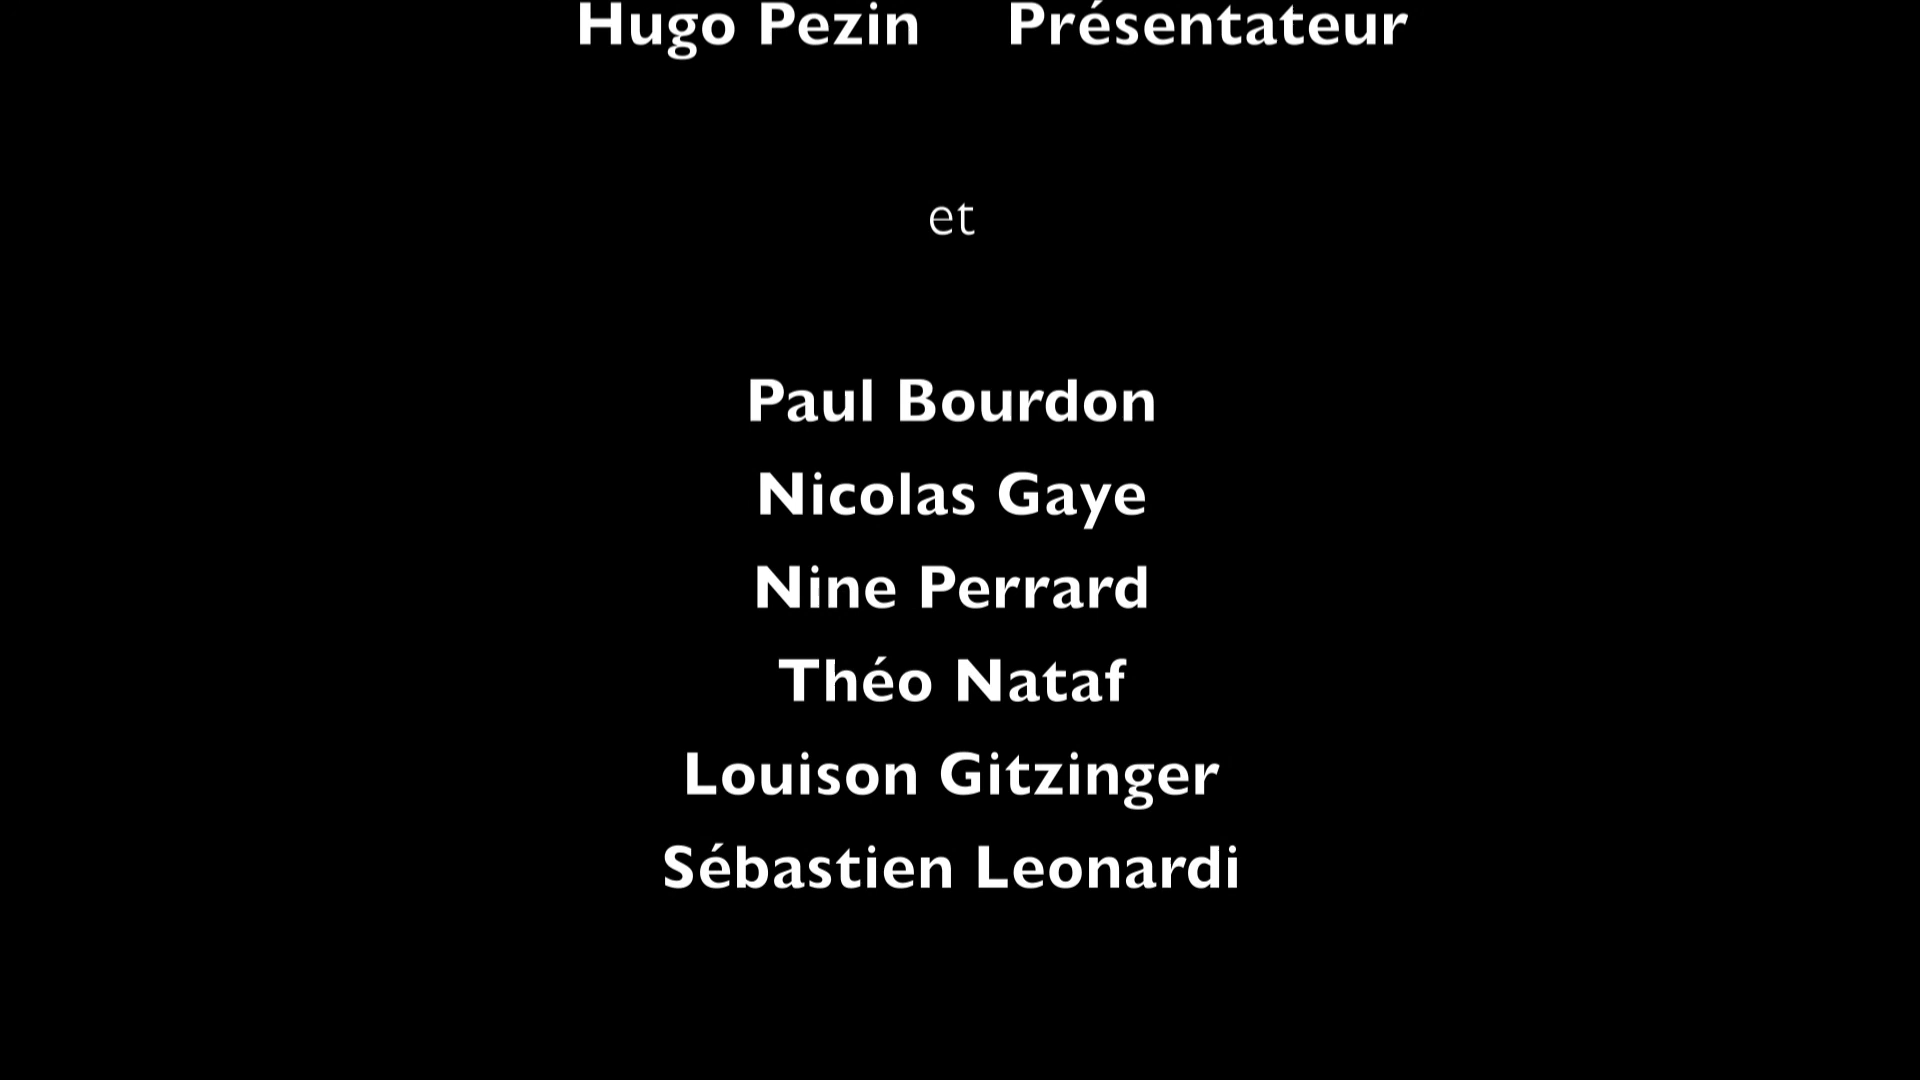 Hugo Pezin Présentateur
et
Paul Bourdon
Nicolas Gaye
Nine Perrard
Théo Nataf
Louison Gitzinger
Sébastien Leonardi